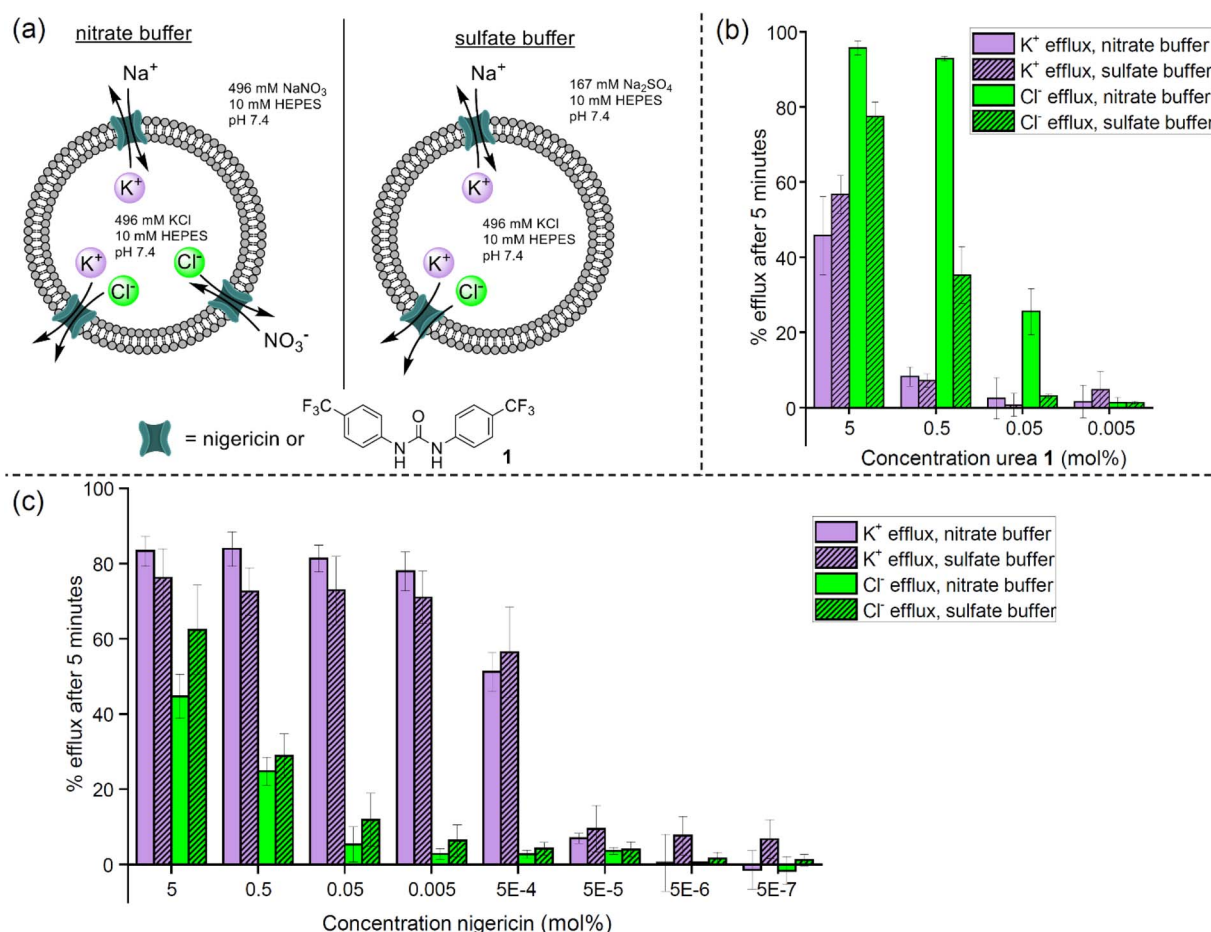 (a)
nitrate buffer
Na⁺
496 mM NaNO₃
10 mM HEPES
pH 7.4
K⁺
496 mM KCl
10 mM HEPES
pH 7.4
K⁺
Cl⁻
Cl⁻
NO₃⁻
sulfate buffer
Na⁺
167 mM Na₂SO₄
10 mM HEPES
pH 7.4
K⁺
496 mM KCl
10 mM HEPES
pH 7.4
K⁺
Cl⁻
= nigericin or
F₃C
O
CF₃
N
H
N
H
1
(b)
% efflux after 5 minutes
100
80
60
40
20
0
K⁺ efflux, nitrate buffer
K⁺ efflux, sulfate buffer
Cl⁻ efflux, nitrate buffer
Cl⁻ efflux, sulfate buffer
5 0.5 0.05 0.005
Concentration urea 1 (mol%)
(c)
% efflux after 5 minutes
100
80
60
40
20
0
K⁺ efflux, nitrate buffer
K⁺ efflux, sulfate buffer
Cl⁻ efflux, nitrate buffer
Cl⁻ efflux, sulfate buffer
5 0.5 0.05 0.005 5E-4 5E-5 5E-6 5E-7
Concentration nigericin (mol%)